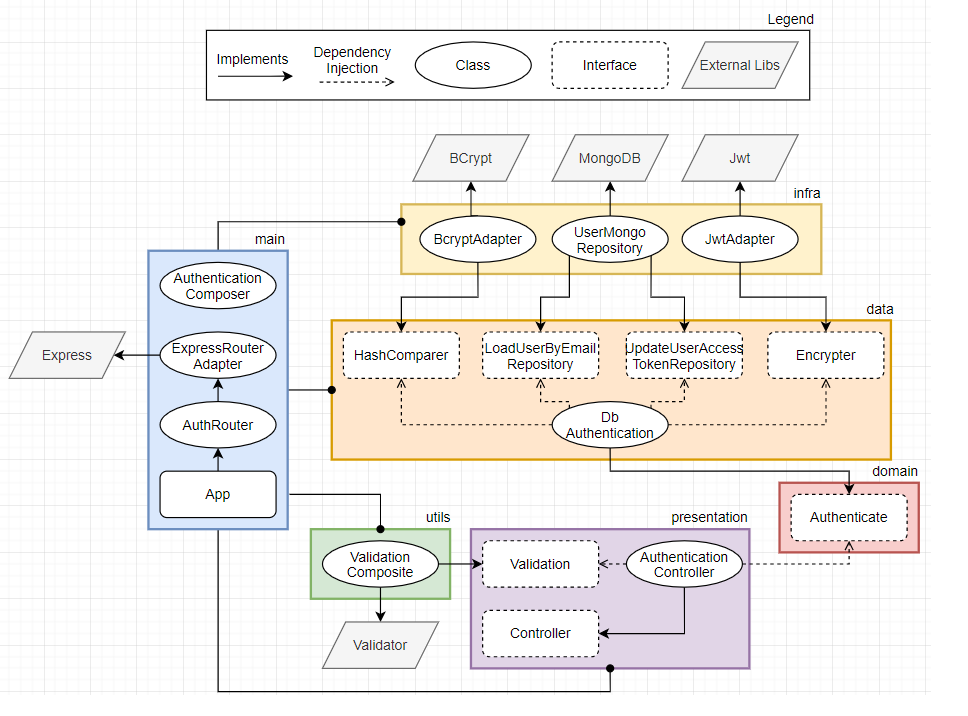 Legend
Implements
Dependency
Injection
Class
Interface
External Libs
BCrypt
MongoDB
Jwt
infra
BcryptAdapter
UserMongo
Repository
JwtAdapter
main
Authentication
Composer
data
Express
ExpressRouter
Adapter
HashComparer
LoadUserByEmail
Repository
UpdateUserAccess
TokenRepository
Encrypter
AuthRouter
Db
Authentication
App
domain
Authenticate
utils
presentation
Validation
Composite
Validation
Authentication
Controller
Controller
Validator